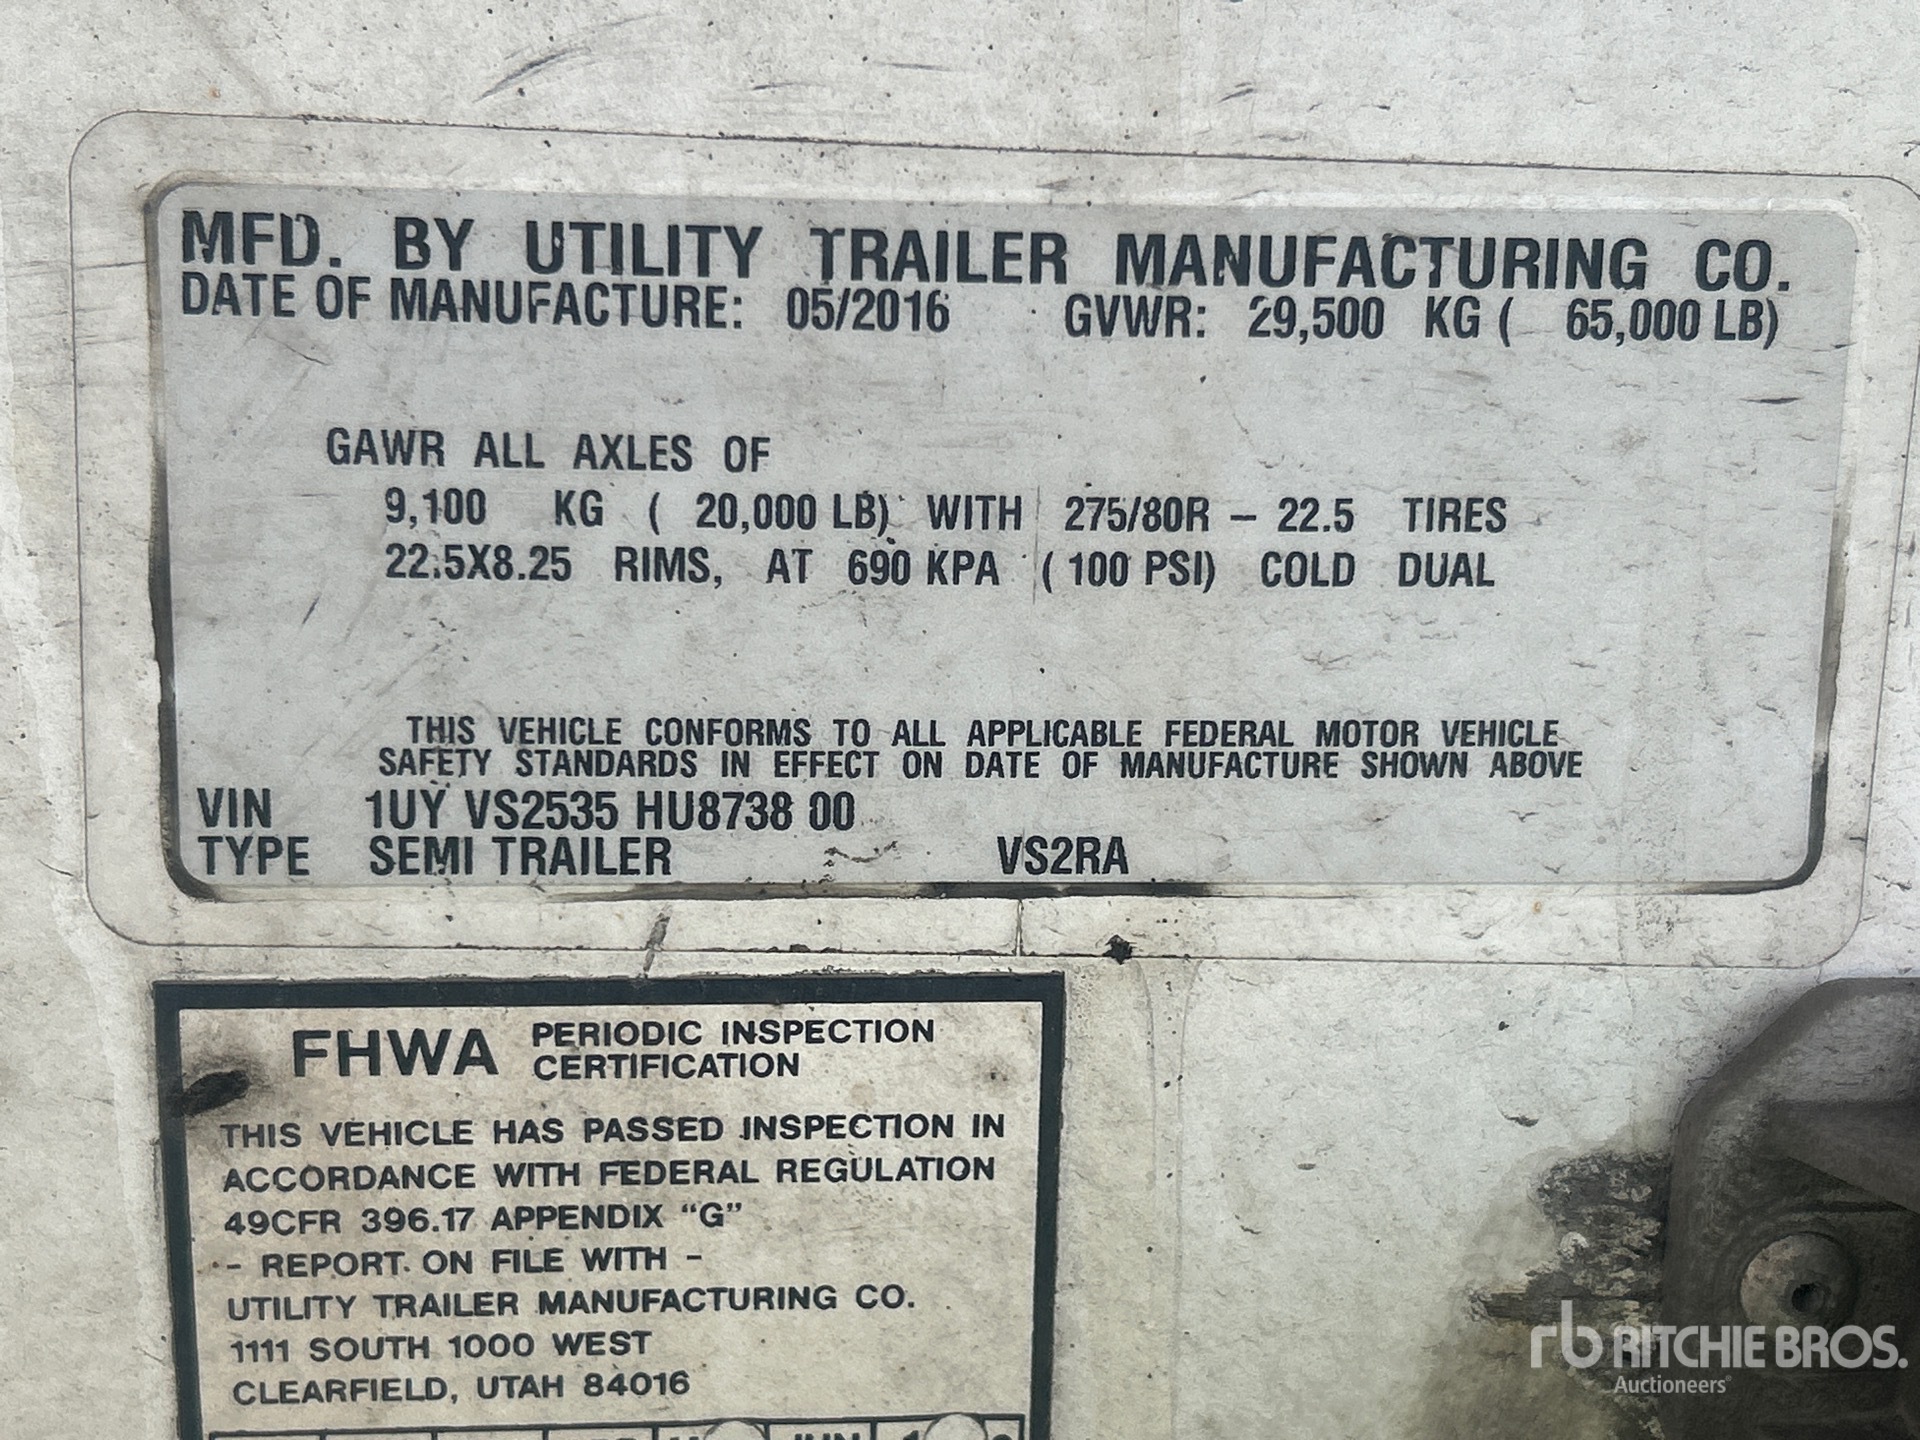 MFD. BY UTILITY TRAILER MANUFACTURING CO.
DATE OF MANUFACTURE: 05/2016 GVWR: 29,500 KG ( 65,000 LB)
GAWR ALL AXLES OF
9,100 KG ( 20,000 LB) WITH 275/80R – 22.5 TIRES
22.5X8.25 RIMS, AT 690 KPA ( 100 PSI) COLD DUAL
THIS VEHICLE CONFORMS TO ALL APPLICABLE FEDERAL MOTOR VEHICLE
SAFETY STANDARDS IN EFFECT ON DATE OF MANUFACTURE SHOWN ABOVE
VIN 1UY VS2535 HU8738 00
TYPE SEMI TRAILER VS2RA
FHWA PERIODIC INSPECTION
CERTIFICATION
THIS VEHICLE HAS PASSED INSPECTION IN
ACCORDANCE WITH FEDERAL REGULATION
49CFR 396.17 APPENDIX “G”
- REPORT ON FILE WITH -
UTILITY TRAILER MANUFACTURING CO.
1111 SOUTH 1000 WEST
CLEARFIELD, UTAH 84016
JUN
rb RITCHIE BROS.
Auctioneers